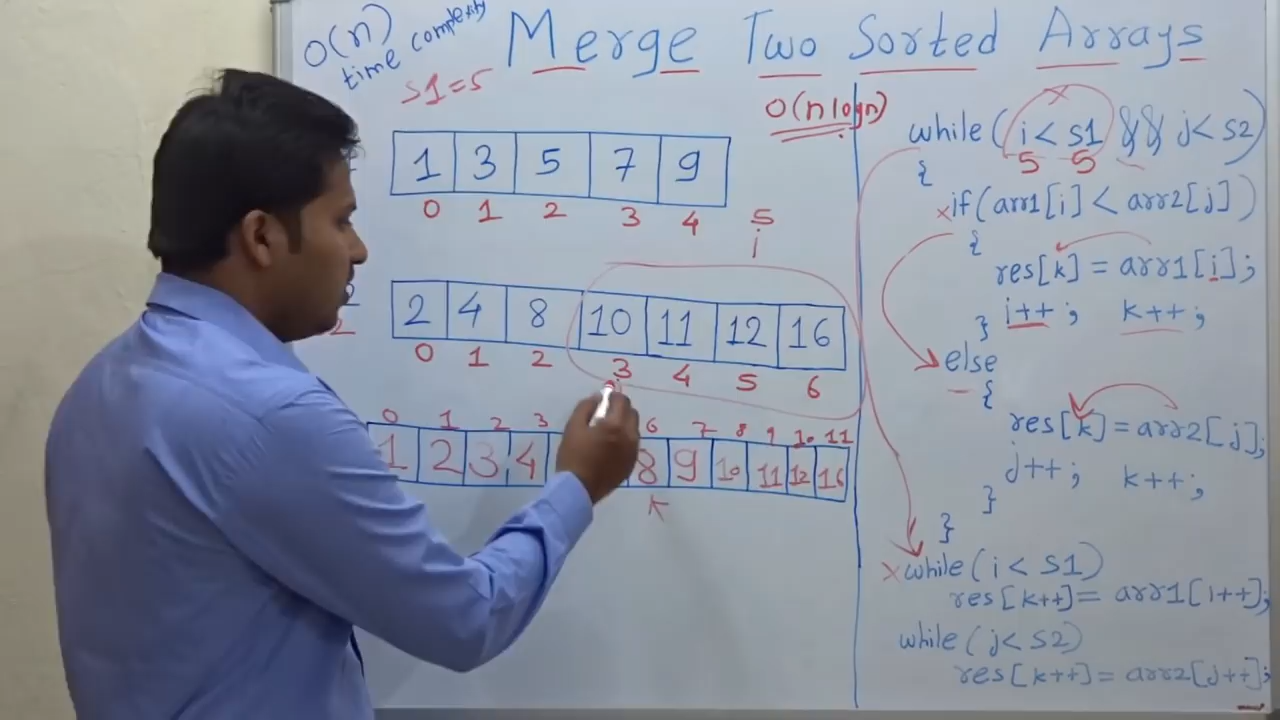 O(n)
time complexity
Merge Two Sorted Arrays
S1=5
O(nlogn)
1 3 5 7 9
0 1 2 3 4 5
i
2 4 8 10 11 12 16
0 1 2 3 4 5 6
0 1 2 3 6 7 8 9 10 11
1 2 3 4 8 9 10 11 12 16
k
while(i<s1 && j<s2)
5 5
{
if(arr1[i]<arr2[j])
{
res[k]=arr1[i];
i++; k++;
}
else
{
res[k]=arr2[j];
j++; k++;
}
}
while(i<s1)
res[k++]=arr1[i++];
while(j<s2)
res[k++]=arr2[j++];